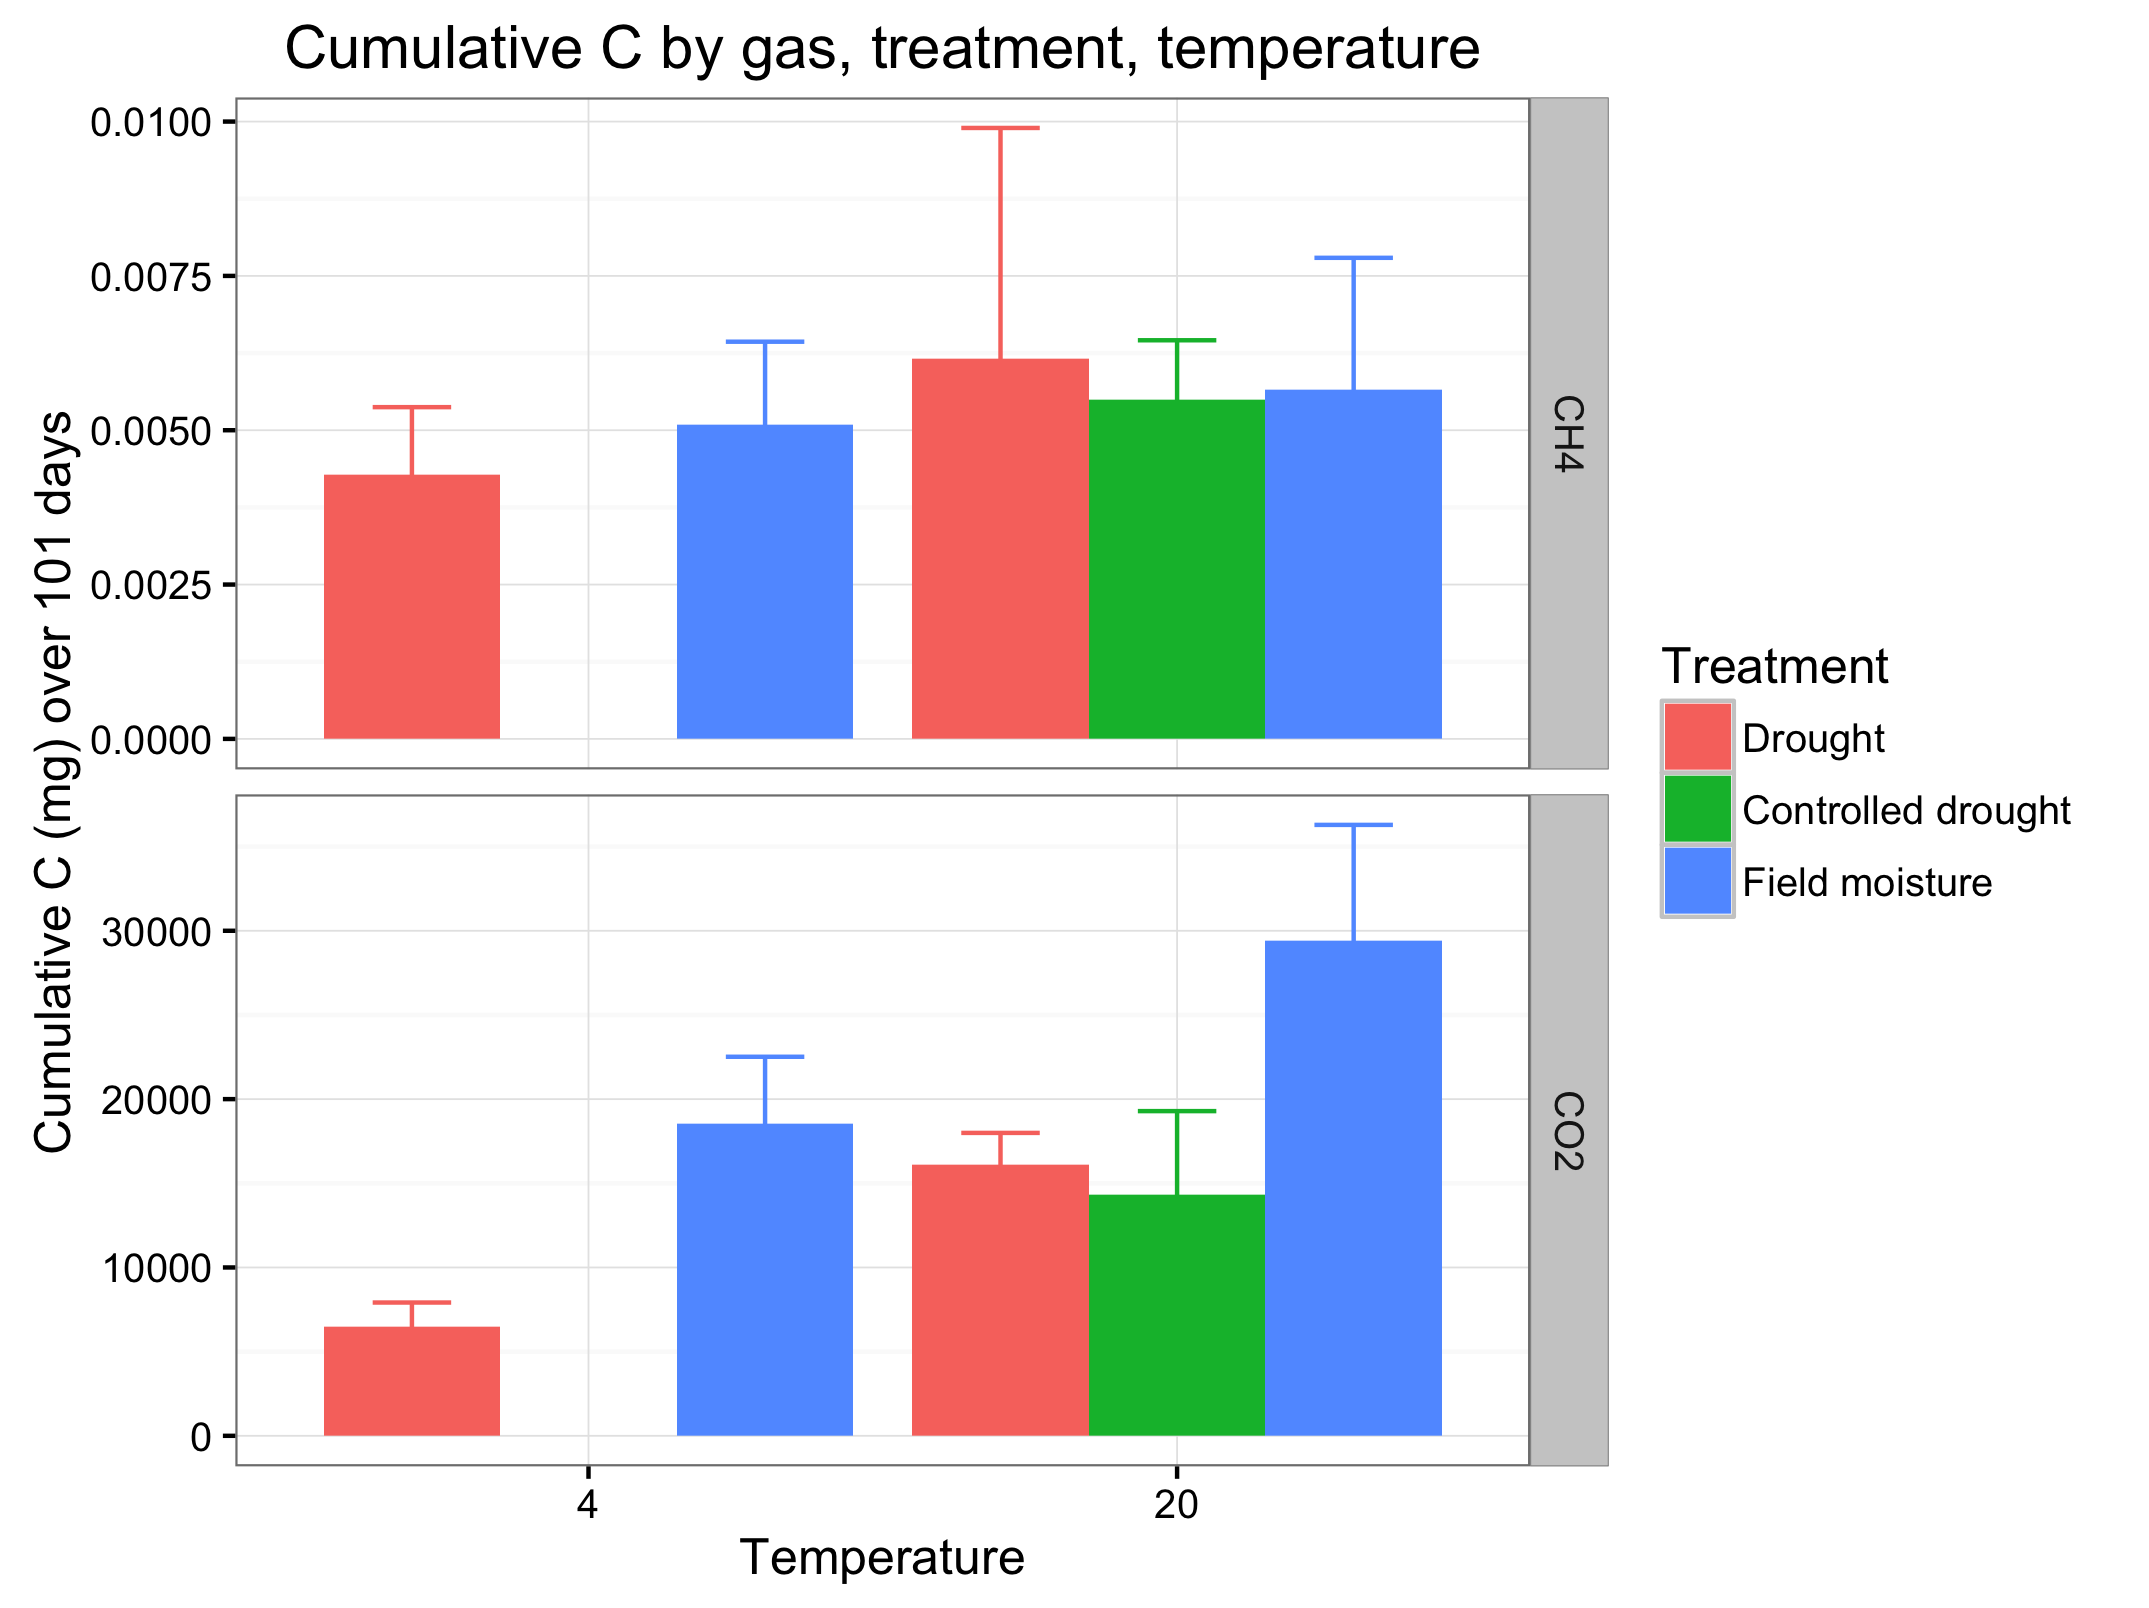 Cumulative C by gas, treatment, temperature
Cumulative C (mg) over 101 days
0.0100
0.0075
0.0050
0.0025
0.0000
CH4
30000
20000
10000
0
CO2
4
20
Temperature
Treatment
Drought
Controlled drought
Field moisture